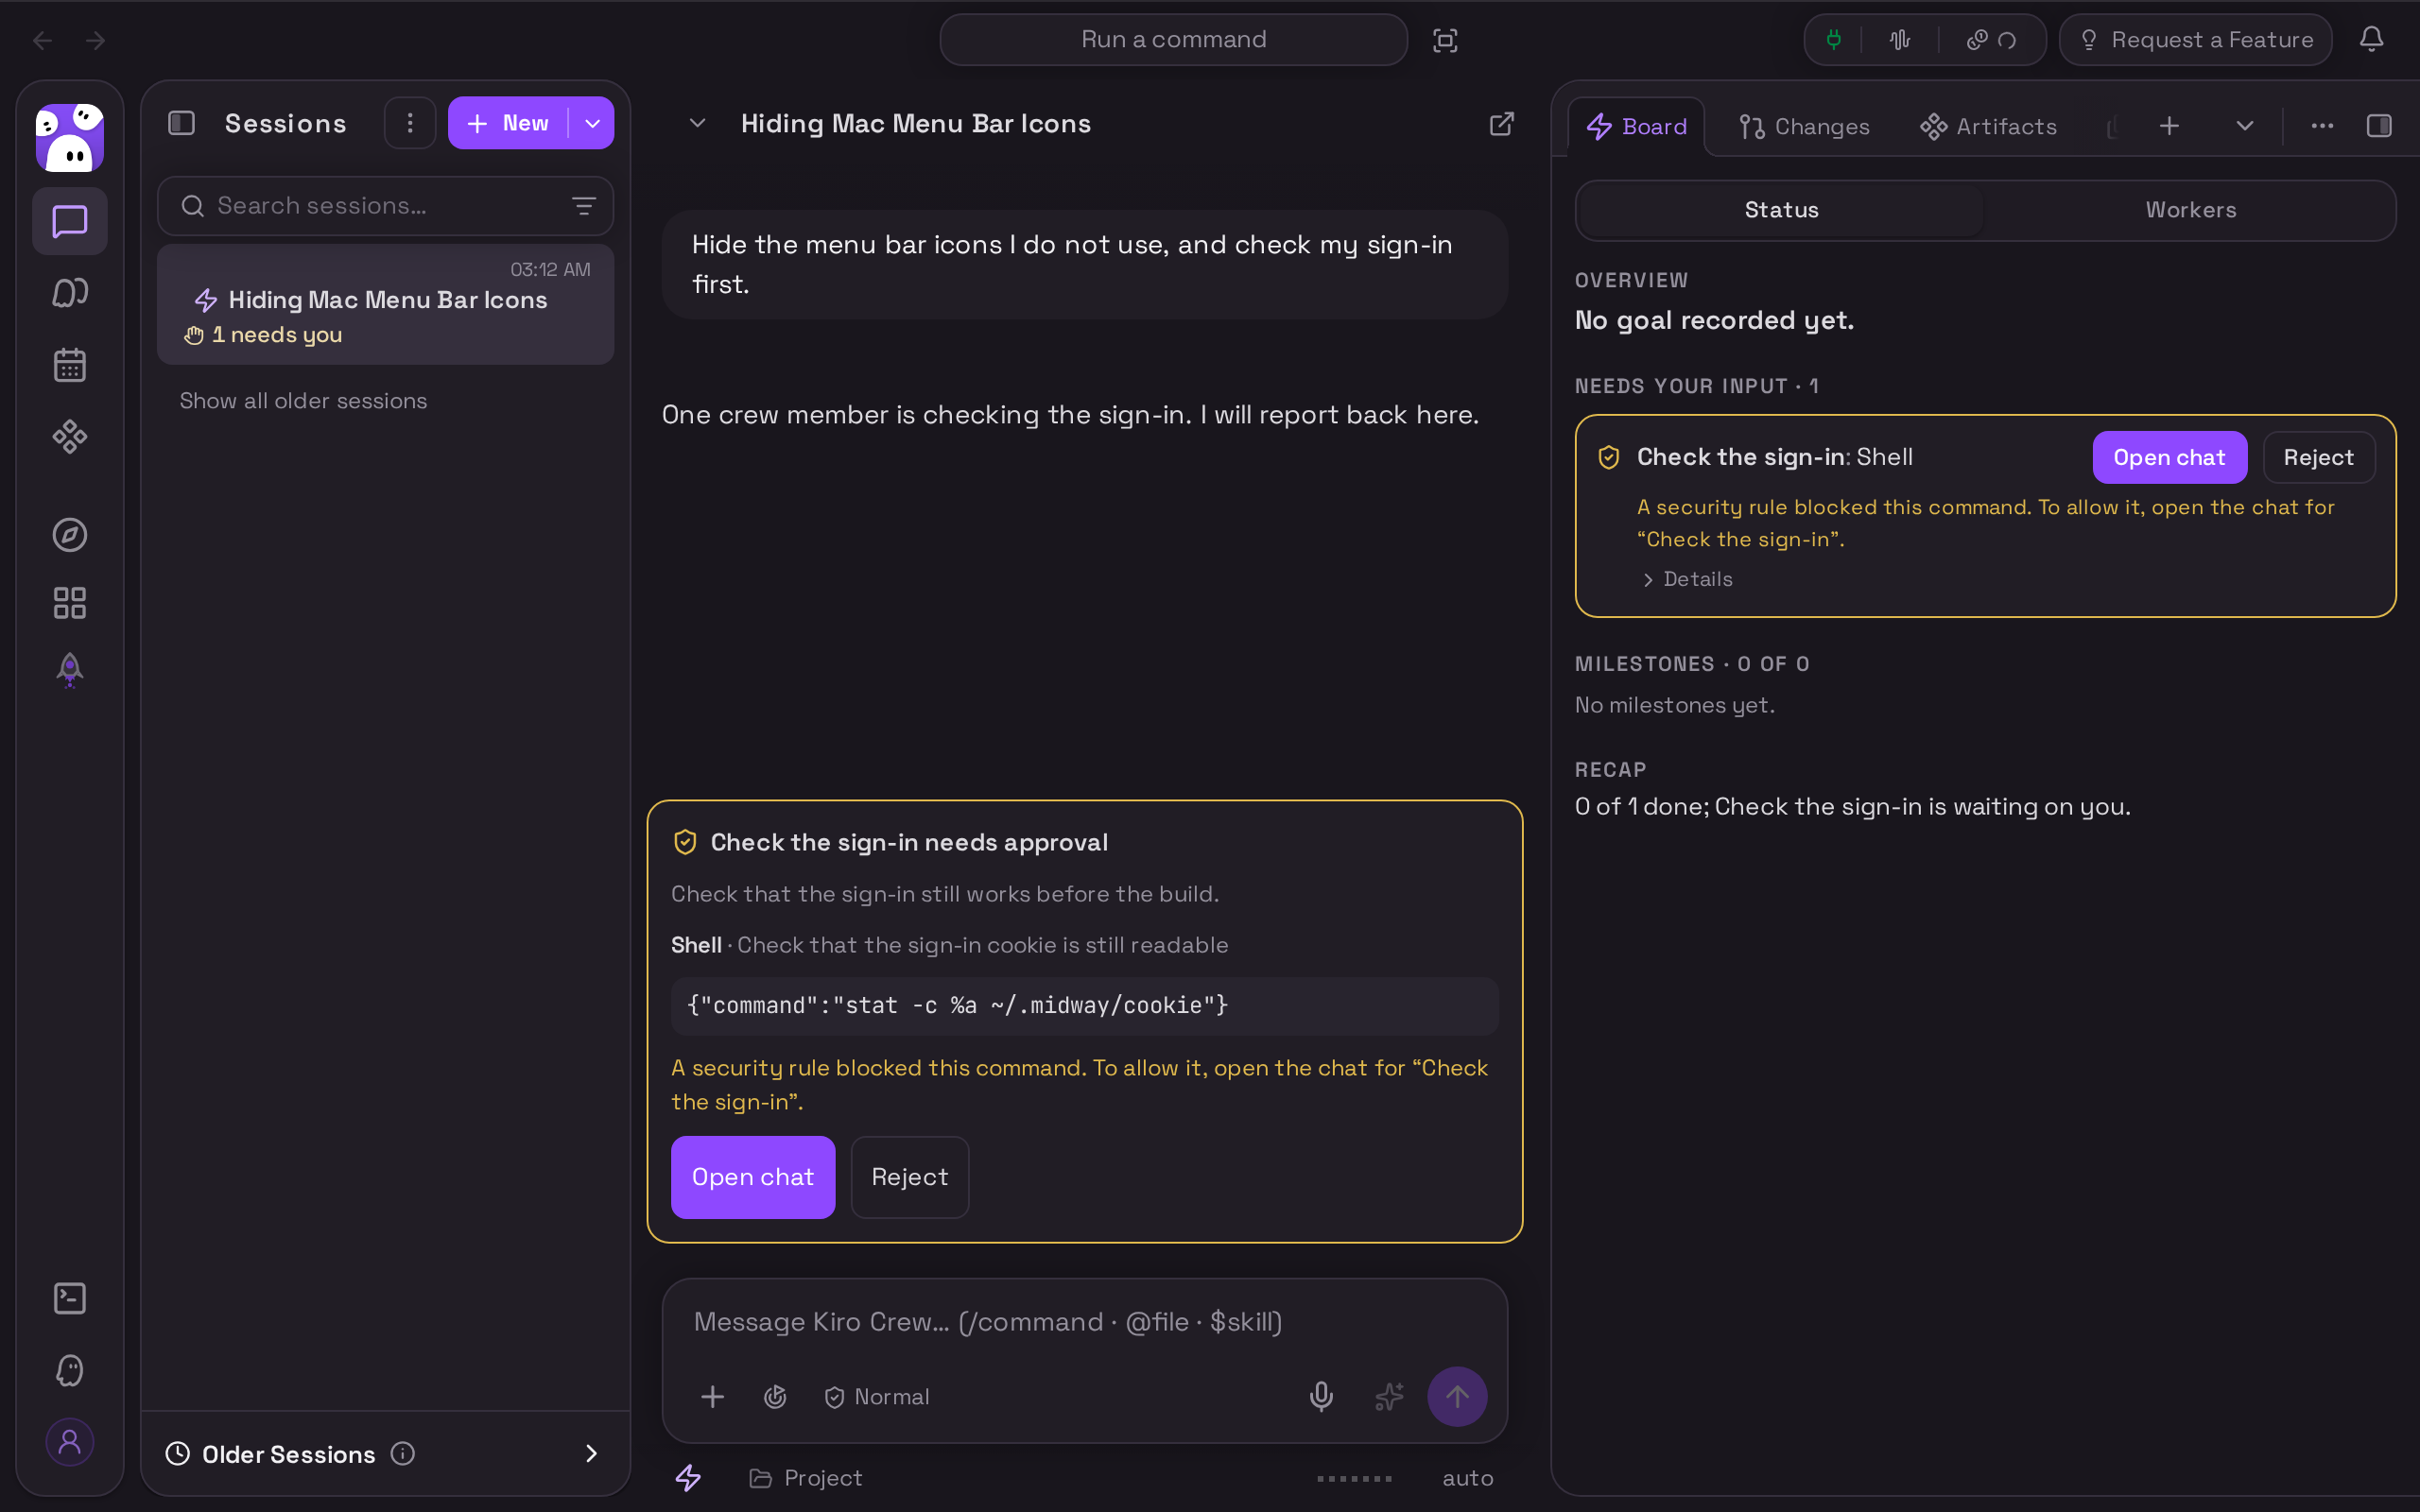 Run a command
Request a Feature
Sessions
New
Search sessions...
03:12 AM
Hiding Mac Menu Bar Icons
1 needs you
Show all older sessions
Older Sessions
Hiding Mac Menu Bar Icons
Hide the menu bar icons I do not use, and check my sign-in
first.
One crew member is checking the sign-in. I will report back here.
Check the sign-in needs approval
Check that the sign-in still works before the build.
Shell · Check that the sign-in cookie is still readable
{"command":"stat -c %a ~/.midway/cookie"}
A security rule blocked this command. To allow it, open the chat for “Check
the sign-in”.
Open chat
Reject
Message Kiro Crew... (/command · @file · $skill)
Normal
Project
auto
Board
Changes
Artifacts
Status
Workers
OVERVIEW
No goal recorded yet.
NEEDS YOUR INPUT · 1
Check the sign-in: Shell
Open chat
Reject
A security rule blocked this command. To allow it, open the chat for
“Check the sign-in”.
Details
MILESTONES · 0 OF 0
No milestones yet.
RECAP
0 of 1 done; Check the sign-in is waiting on you.